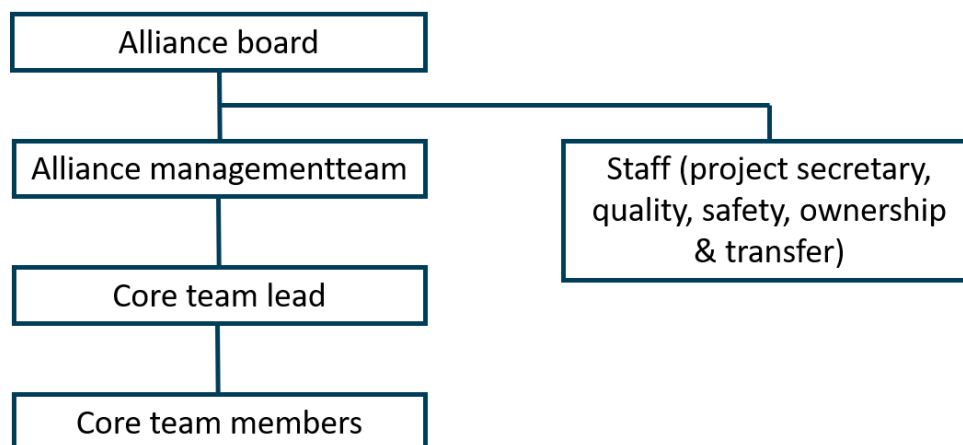 Alliance board
Alliance managementteam
Staff (project secretary,
quality, safety, ownership
& transfer)
Core team lead
Core team members